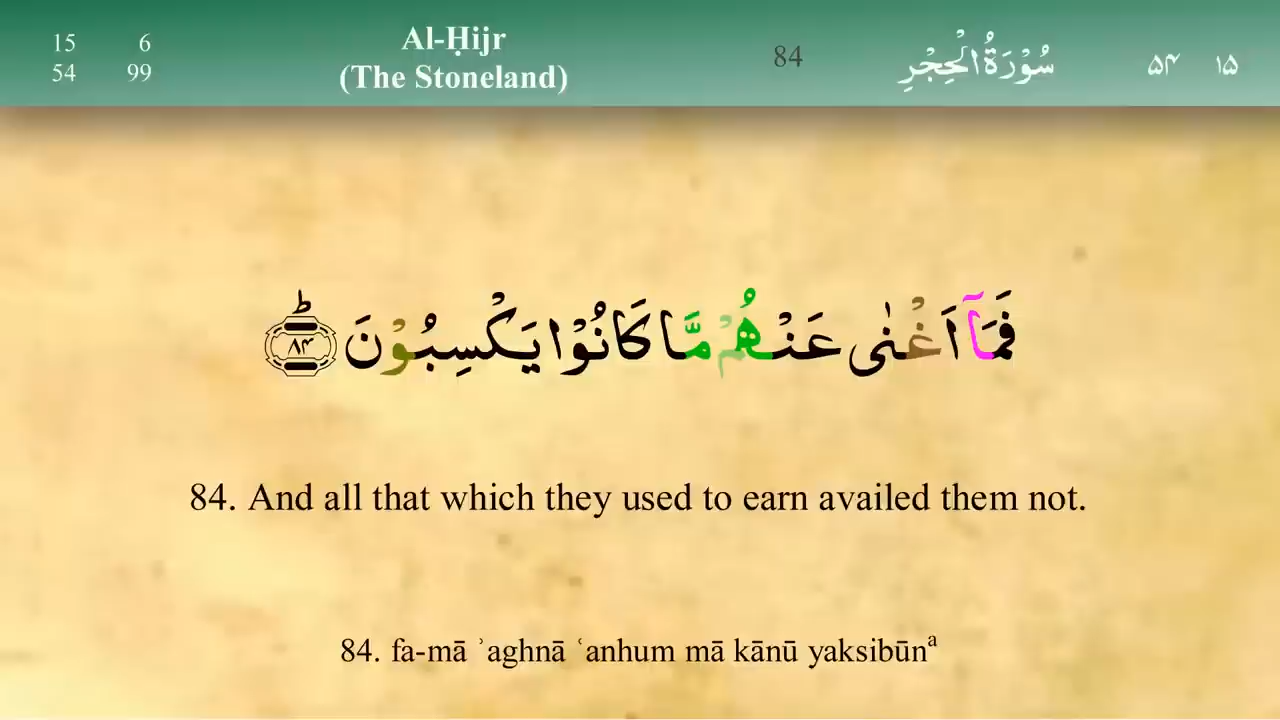 15 6
54 99
Al-Ḥijr
(The Stoneland)
84
سُوْرَةُ الْحِجْرِ
۵۴ ۱۵
فَمَاۤ اَغْنٰى عَنْهُمْ مَّا كَانُوْا يَكْسِبُوْنَ ؕ ۸۴
84. And all that which they used to earn availed them not.
84. fa-mā ʾaghnā ʿanhum mā kānū yaksibūnᵃ